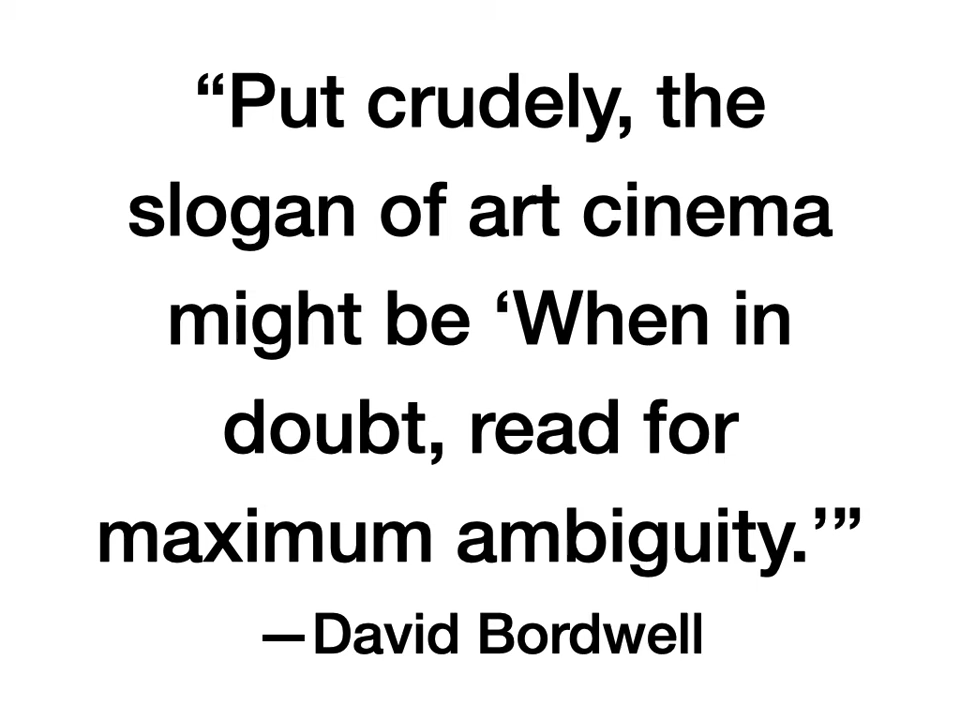 “Put crudely, the
slogan of art cinema
might be ‘When in
doubt, read for
maximum ambiguity.’”
—David Bordwell